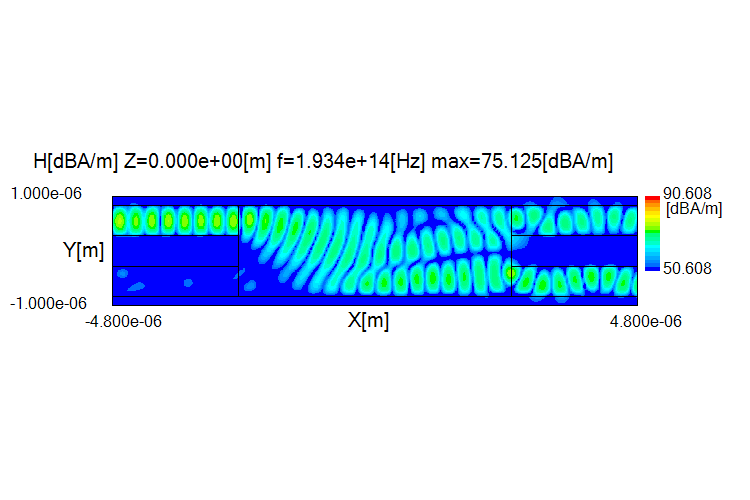 H[dBA/m] Z=0.000e+00[m] f=1.934e+14[Hz] max=75.125[dBA/m]
1.000e-06
90.608
[dBA/m]
Y[m]
50.608
-1.000e-06
-4.800e-06
X[m]
4.800e-06